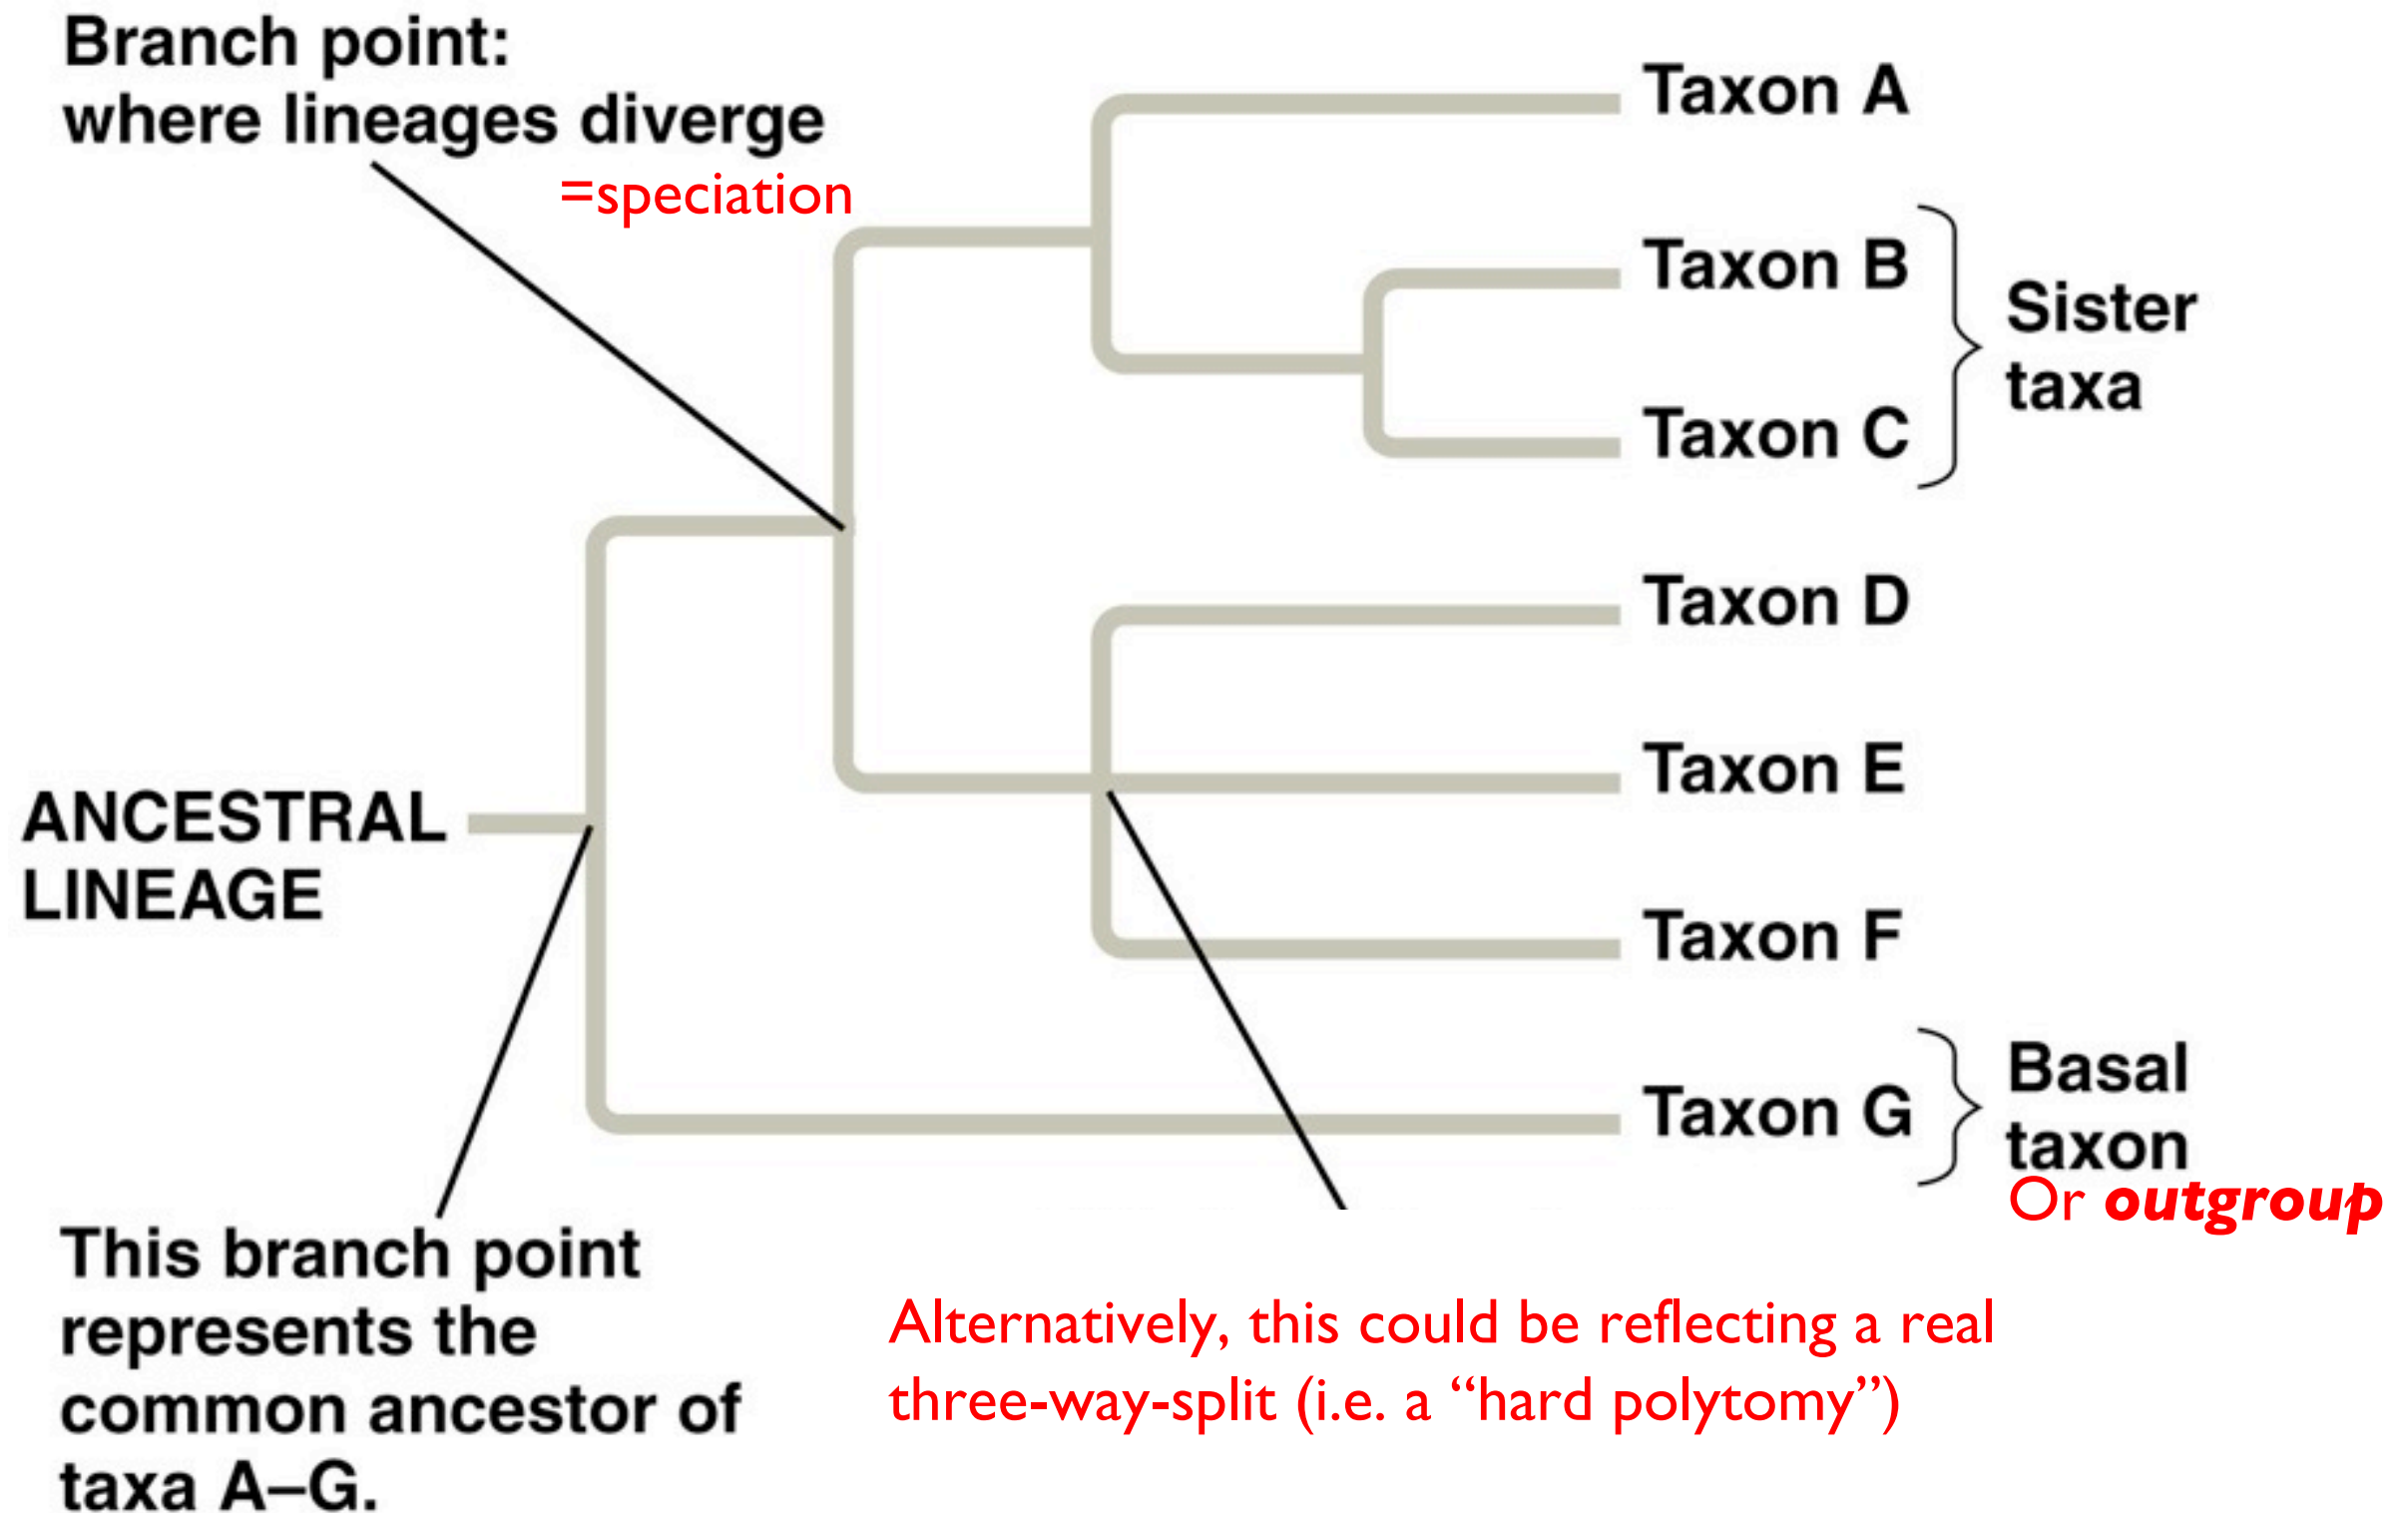 Branch point:
where lineages diverge
=speciation
Taxon A
Taxon B
Sister
taxa
Taxon C
Taxon D
Taxon E
ANCESTRAL
LINEAGE
Taxon F
Taxon G
Basal
taxon
Or outgroup
This branch point
represents the
common ancestor of
taxa A–G.
Alternatively, this could be reflecting a real
three-way-split (i.e. a “hard polytomy”)